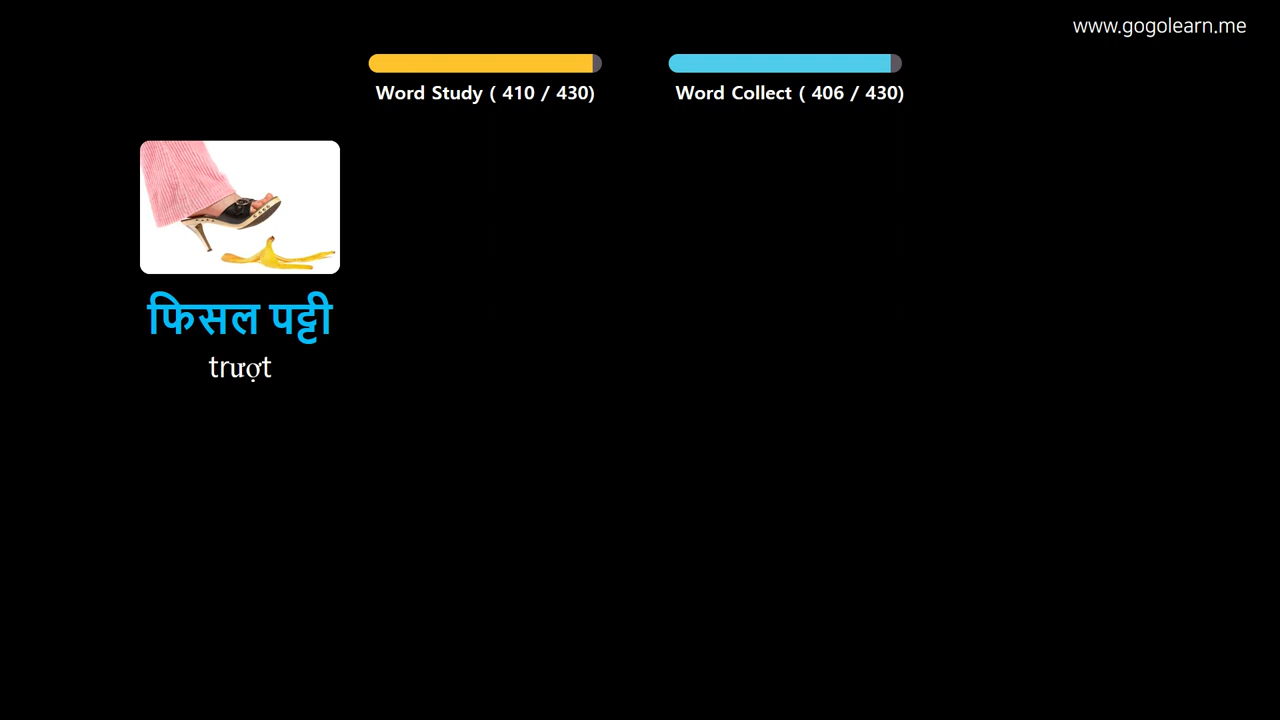 www.gogolearn.me
Word Study ( 410 / 430)
Word Collect ( 406 / 430)
फिसल पट्टी
trượt